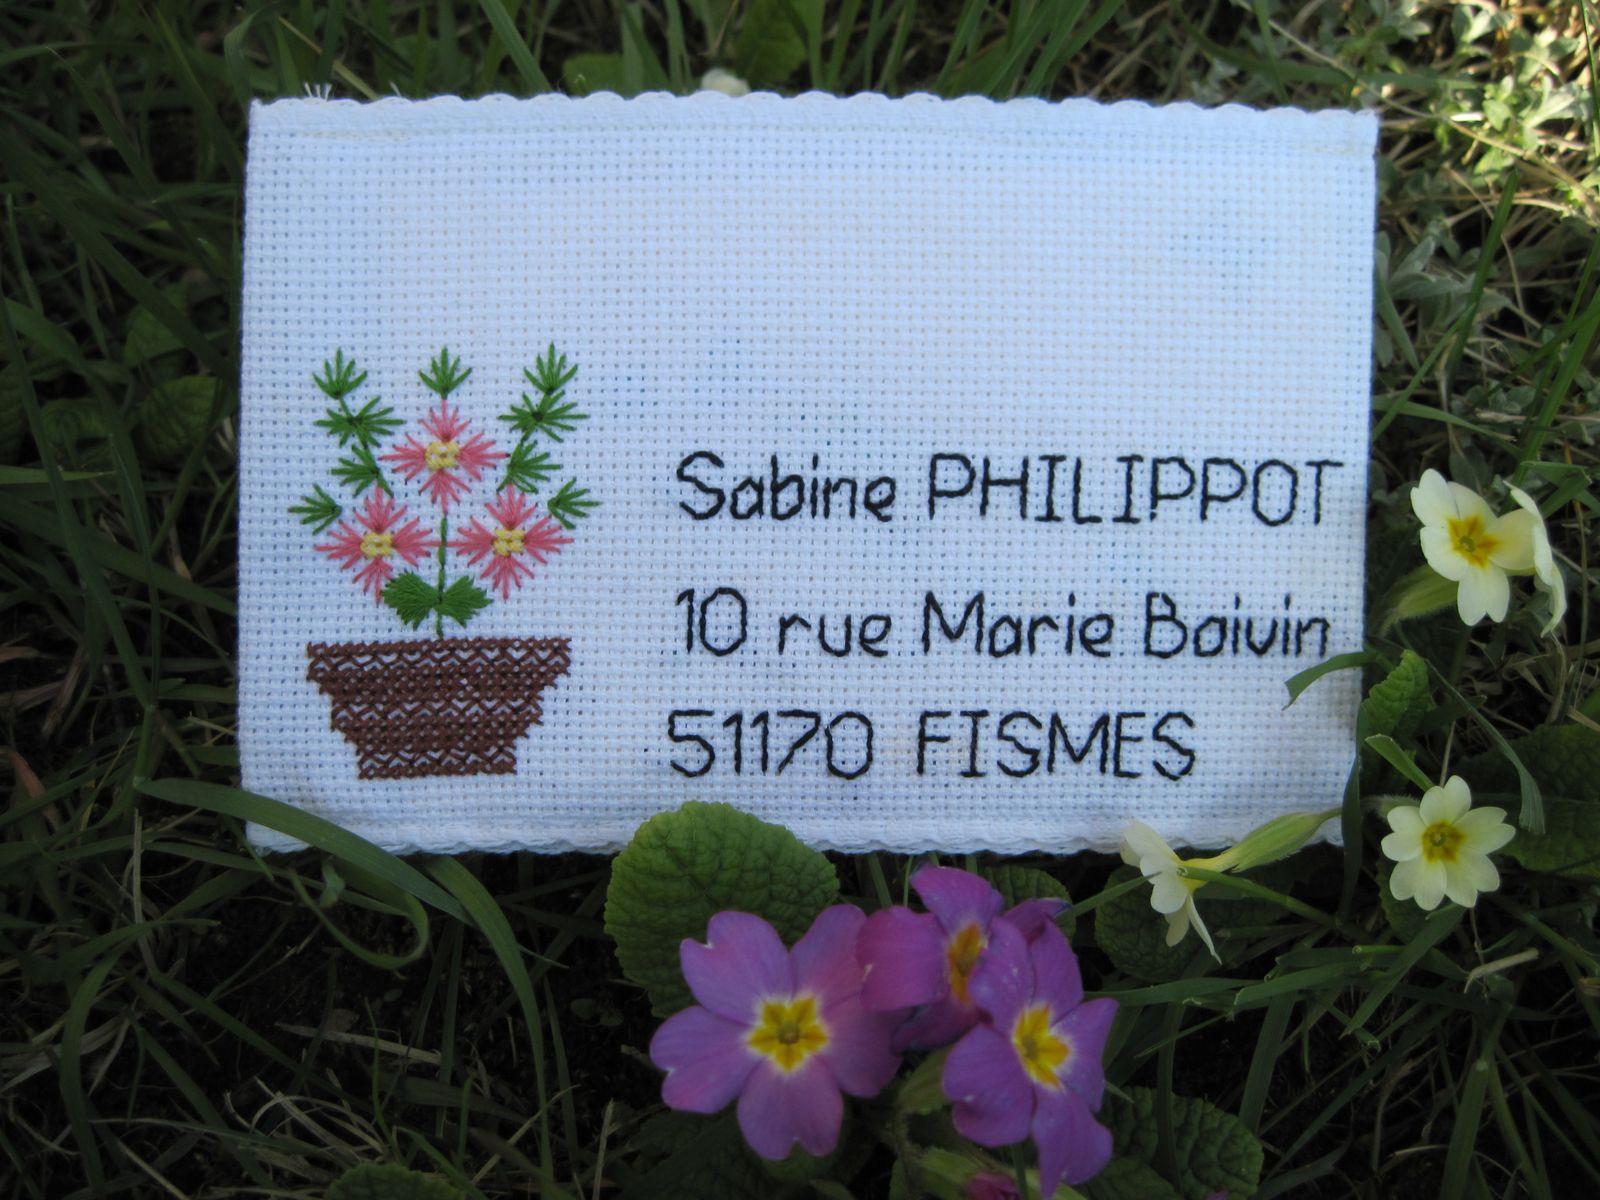 Sabine PHILIPPOT
10 rue Marie Boivin
51170 FISMES